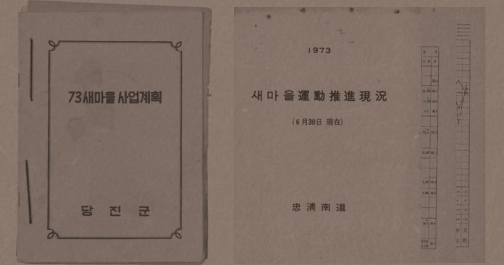 73새마을사업계획
당진군
1973
새마을運動推進現況
(6月30日 現在)
忠淸南道